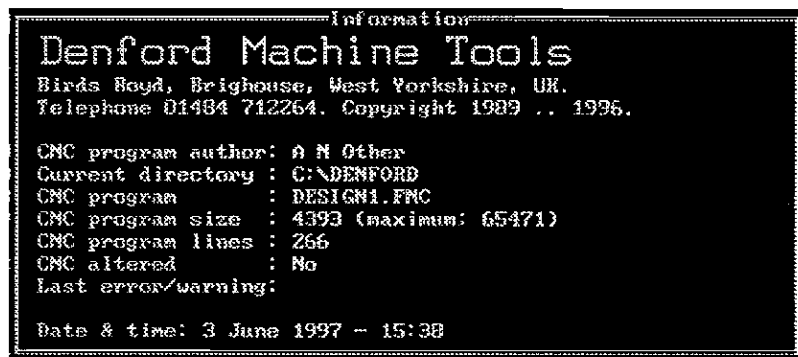 Information
Denford Machine Tools
Birds Royd, Brighouse, West Yorkshire, UK.
Telephone 01484 712264. Copyright 1989 .. 1996.
CNC program author: A N Other
Current directory : C:\DENFORD
CNC program : DESIGN1.FNC
CNC program size : 4393 (maximum: 65471)
CNC program lines : 266
CNC altered : No
Last error/warning:
Date & time: 3 June 1997 - 15:38